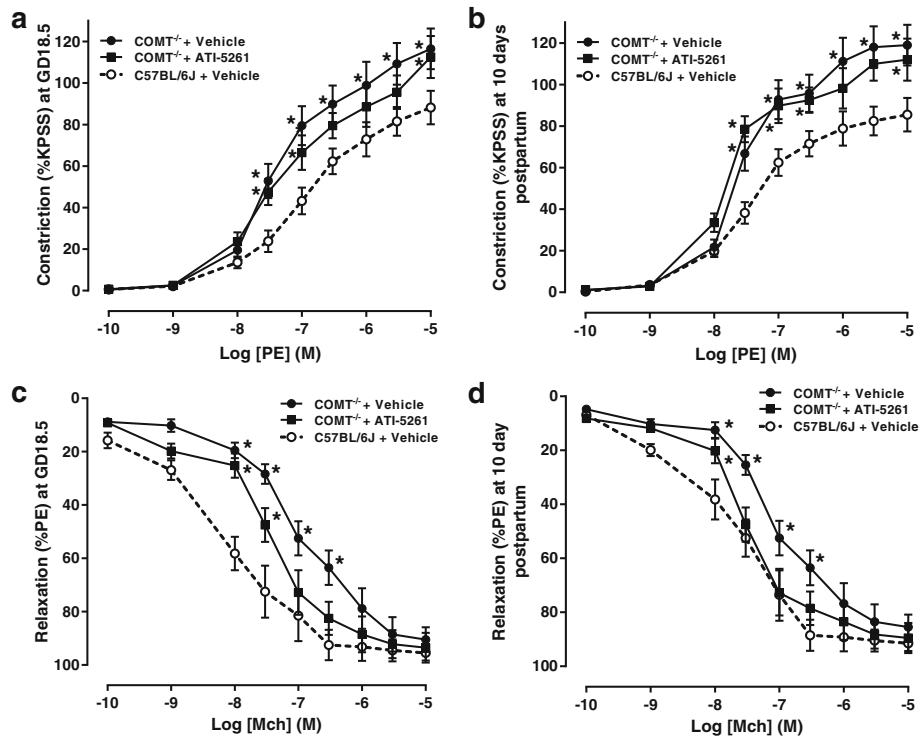 a
COMT-/- + Vehicle
COMT-/- + ATI-5261
C57BL/6J + Vehicle
Constriction (%KPSS) at GD18.5
120
100
80
60
40
20
0
-10 -9 -8 -7 -6 -5
Log [PE] (M)
* * * * * * * * * *
b
COMT-/- + Vehicle
COMT-/- + ATI-5261
C57BL/6J + Vehicle
Constriction (%KPSS) at 10 days
postpartum
120
100
80
60
40
20
0
-10 -9 -8 -7 -6 -5
Log [PE] (M)
* * * * * * * * * * *
c
COMT-/- + Vehicle
COMT-/- + ATI-5261
C57BL/6J + Vehicle
Relaxation (%PE) at GD18.5
0
20
40
60
80
100
-10 -9 -8 -7 -6 -5
Log [Mch] (M)
* * * * * *
d
COMT-/- + Vehicle
COMT-/- + ATI-5261
C57BL/6J + Vehicle
Relaxation (%PE) at 10 day
postpartum
0
20
40
60
80
100
-10 -9 -8 -7 -6 -5
Log [Mch] (M)
* * * * *